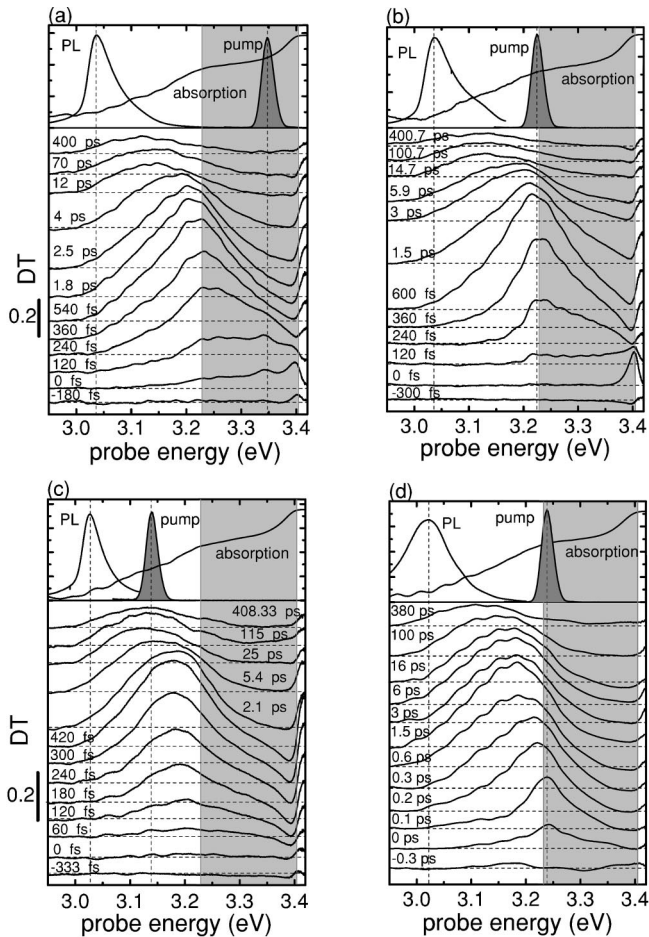 (a)
PL
pump
absorption
400 ps
70 ps
12 ps
4 ps
2.5 ps
1.8 ps
540 fs
360 fs
240 fs
120 fs
0 fs
-180 fs
DT
0.2
3.0 3.1 3.2 3.3 3.4
probe energy (eV)
(b)
PL
pump
absorption
400.7 ps
100.7 ps
14.7 ps
5.9 ps
3 ps
1.5 ps
600 fs
360 fs
240 fs
120 fs
0 fs
-300 fs
3.0 3.1 3.2 3.3 3.4
probe energy (eV)
(c)
PL
pump
absorption
408.33 ps
115 ps
25 ps
5.4 ps
2.1 ps
420 fs
300 fs
240 fs
180 fs
120 fs
60 fs
0 fs
-333 fs
DT
0.2
3.0 3.1 3.2 3.3 3.4
probe energy (eV)
(d)
PL
pump
absorption
380 ps
100 ps
16 ps
6 ps
3 ps
1.5 ps
0.6 ps
0.3 ps
0.2 ps
0.1 ps
0 ps
-0.3 ps
3.0 3.1 3.2 3.3 3.4
probe energy (eV)